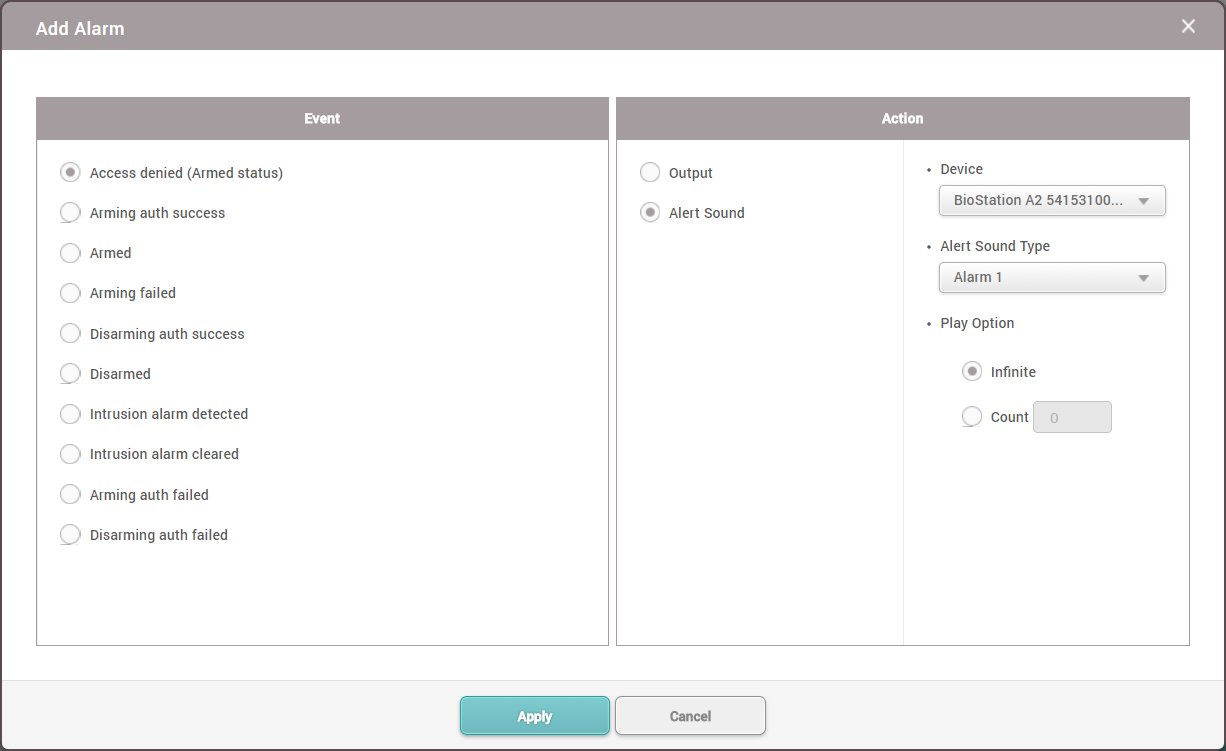 Add Alarm
Event
Access denied (Armed status)
Arming auth success
Armed
Arming failed
Disarming auth success
Disarmed
Intrusion alarm detected
Intrusion alarm cleared
Arming auth failed
Disarming auth failed
Action
Output
Alert Sound
• Device
BioStation A2 54153100...
• Alert Sound Type
Alarm 1
• Play Option
Infinite
Count 0
Apply
Cancel